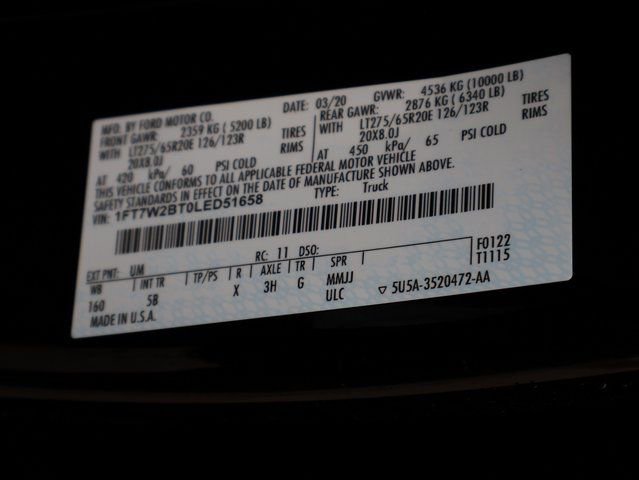 MFD. BY FORD MOTOR CO. DATE: 03/20 GVWR: 4536 KG (10000 LB)
FRONT GAWR: 2359 KG ( 5200 LB) REAR GAWR: 2876 KG ( 6340 LB)
WITH LT275/65R20E 126/123R TIRES WITH LT275/65R20E 126/123R TIRES
20X8.0J RIMS 20X8.0J RIMS
AT 420 kPa/ 60 PSI COLD AT 450 kPa/ 65 PSI COLD
THIS VEHICLE CONFORMS TO ALL APPLICABLE FEDERAL MOTOR VEHICLE
SAFETY STANDARDS IN EFFECT ON THE DATE OF MANUFACTURE SHOWN ABOVE.
VIN: 1FT7W2BT0LED51658 TYPE: Truck
EXT PNT: UM RC: 11 DSO: F0122
WB INT TR TP/PS R AXLE TR SPR T1115
160 5B X 3H G MMJJ
MADE IN U.S.A. ULC ▽ 5U5A-3520472-AA